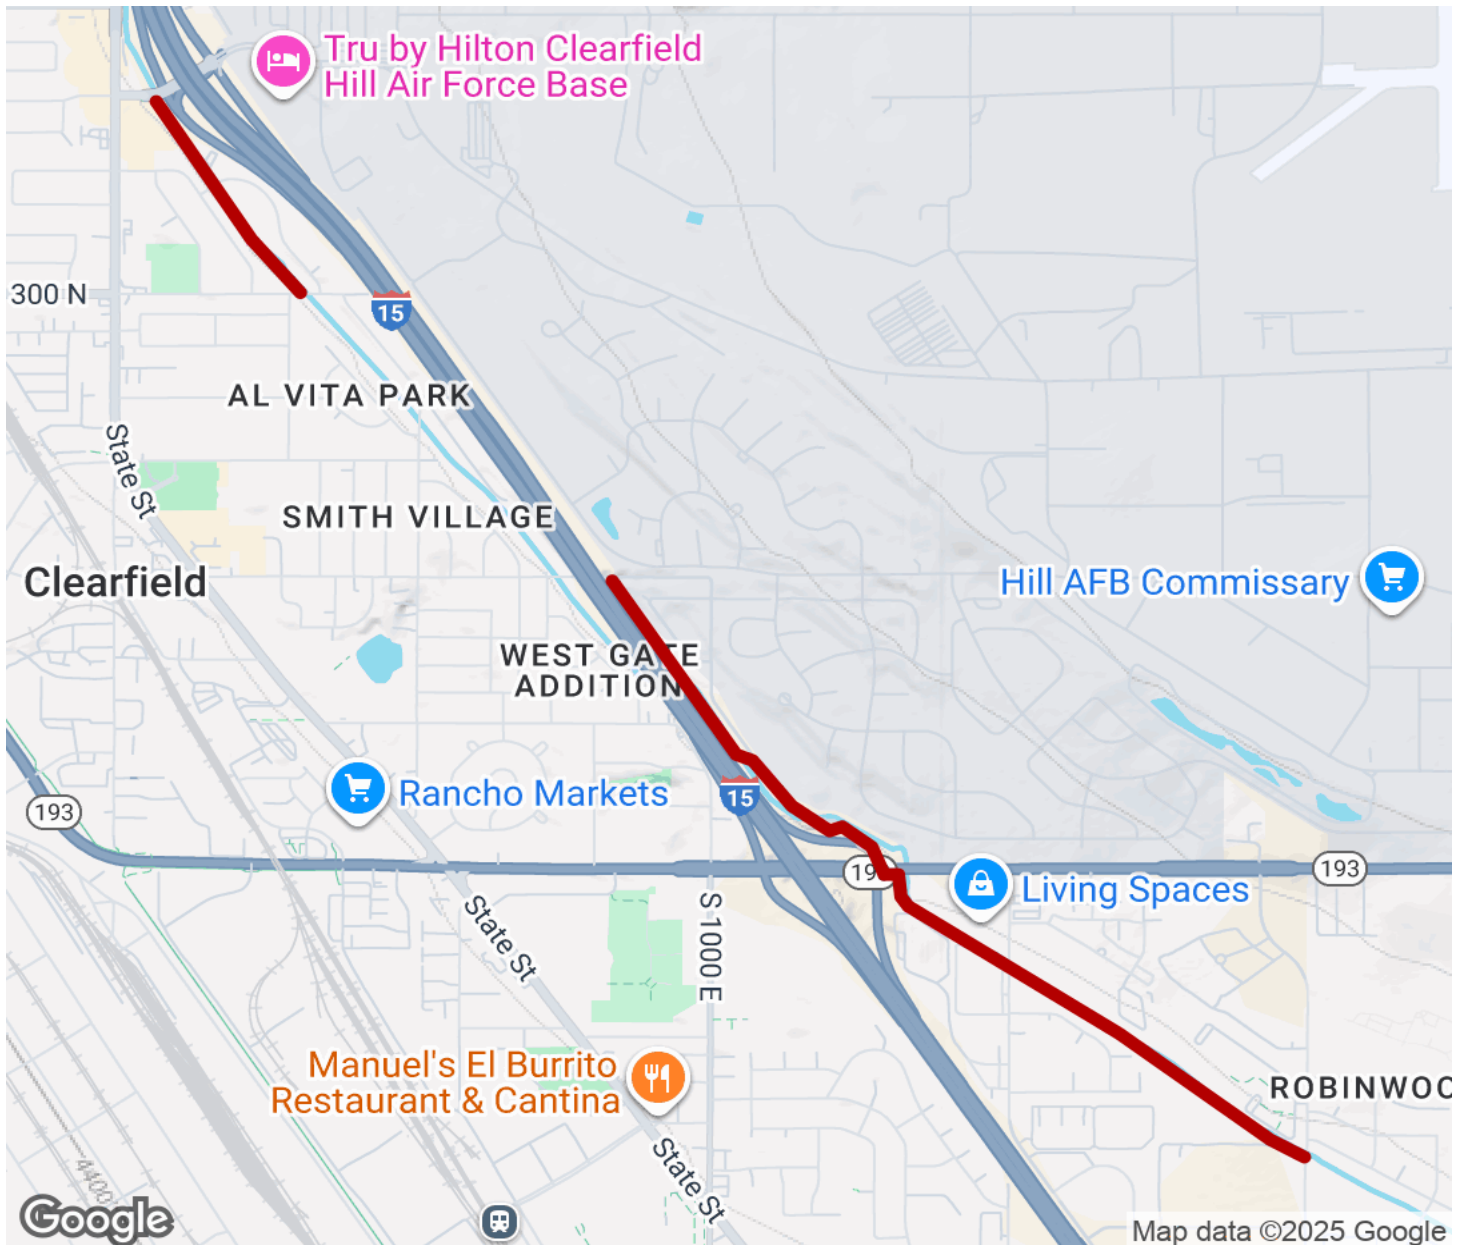 Tru by Hilton Clearfield
Hill Air Force Base
300 N
15
AL VITA PARK
State St
SMITH VILLAGE
Clearfield
Hill AFB Commissary
WEST GATE
ADDITION
Rancho Markets
15
193
193
Living Spaces
State St
S 1000 E
Manuel's El Burrito
Restaurant & Cantina
ROBINWOO
State St
Google
Map data ©2025 Google